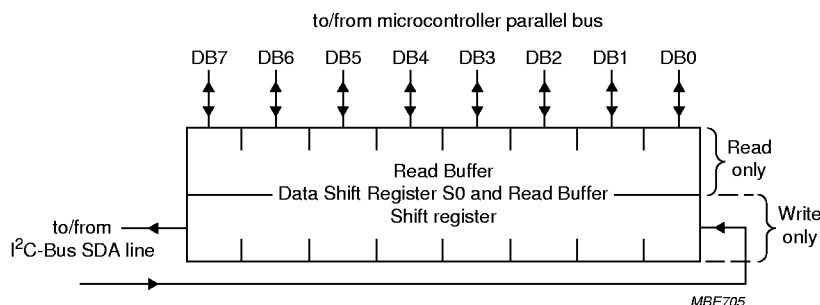 to/from microcontroller parallel bus
DB7 DB6 DB5 DB4 DB3 DB2 DB1 DB0
Read Buffer
Data Shift Register S0 and Read Buffer
Shift register
Read
only
Write
only
to/from
I²C-Bus SDA line
MBE705